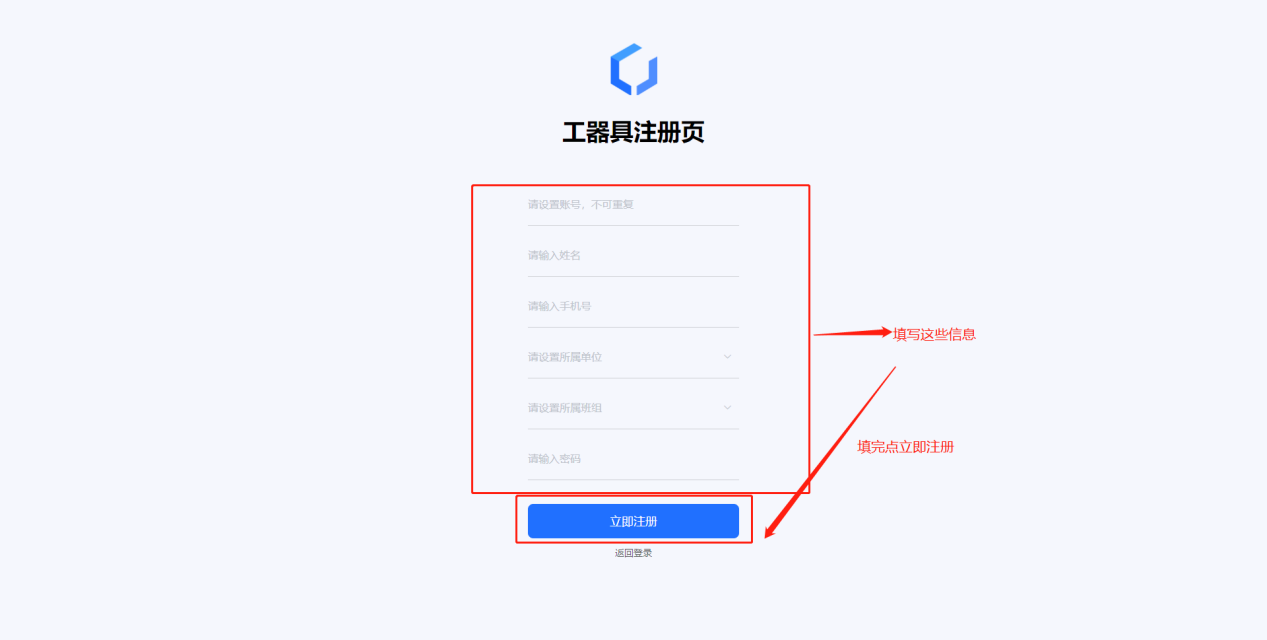 工器具注册页
请设置账号，不可重复
请输入姓名
请输入手机号
填写这些信息
请设置所属单位
请设置所属班组
填完点立即注册
请输入密码
立即注册
返回登录